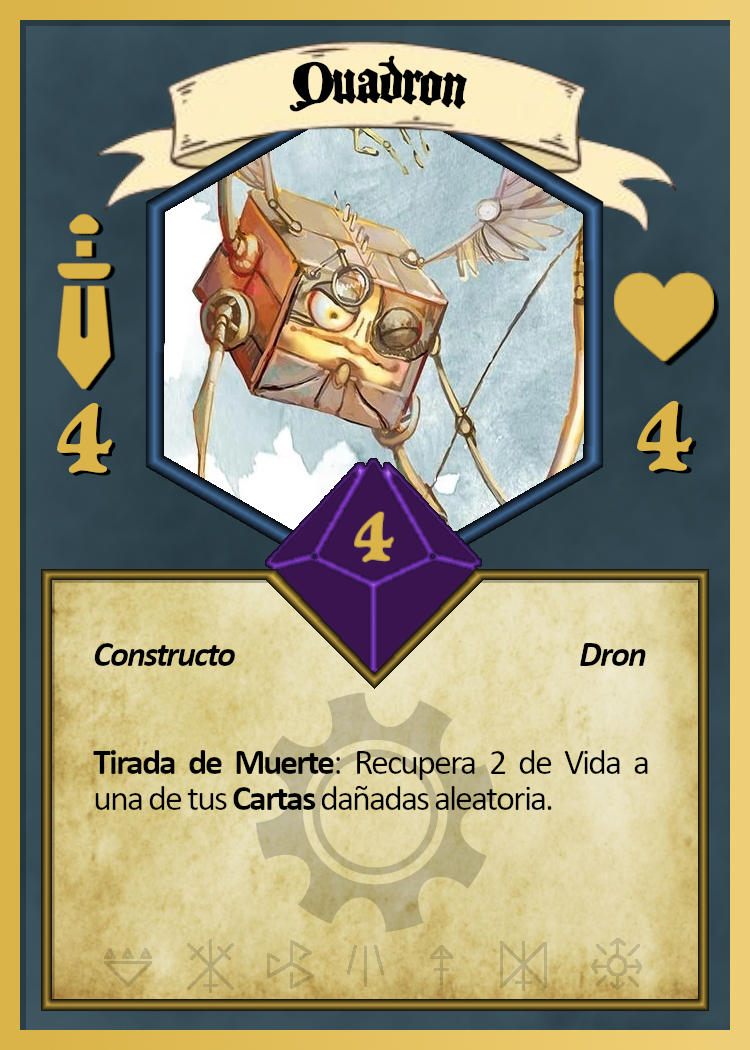 Quadron
4
4
4
Constructo Dron
Tirada de Muerte: Recupera 2 de Vida a
una de tus Cartas dañadas aleatoria.